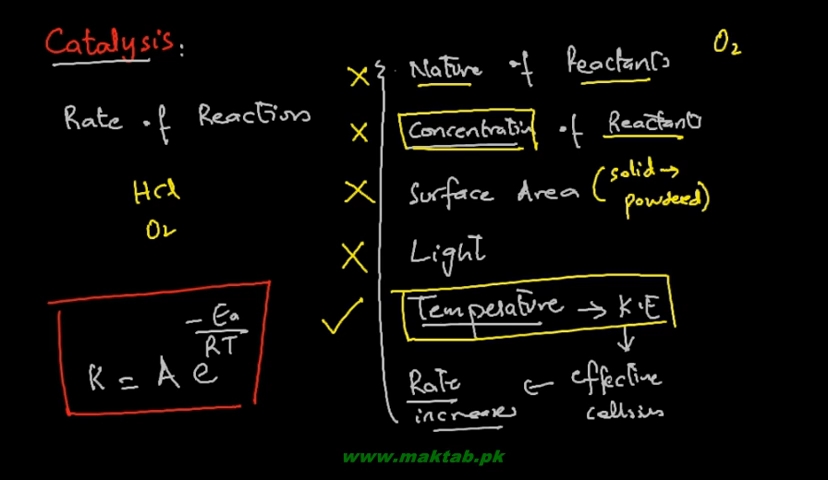 Catalysis:
Rate of Reactions
HCl
O2
K = A e -Ea/RT
O2
X Nature of Reactants
X Concentratin of Reactants
X Surface Area (solid → powdered)
X Light
✓ Temperature → K.E
↓
Rate increases ← effective collisions
www.maktab.pk